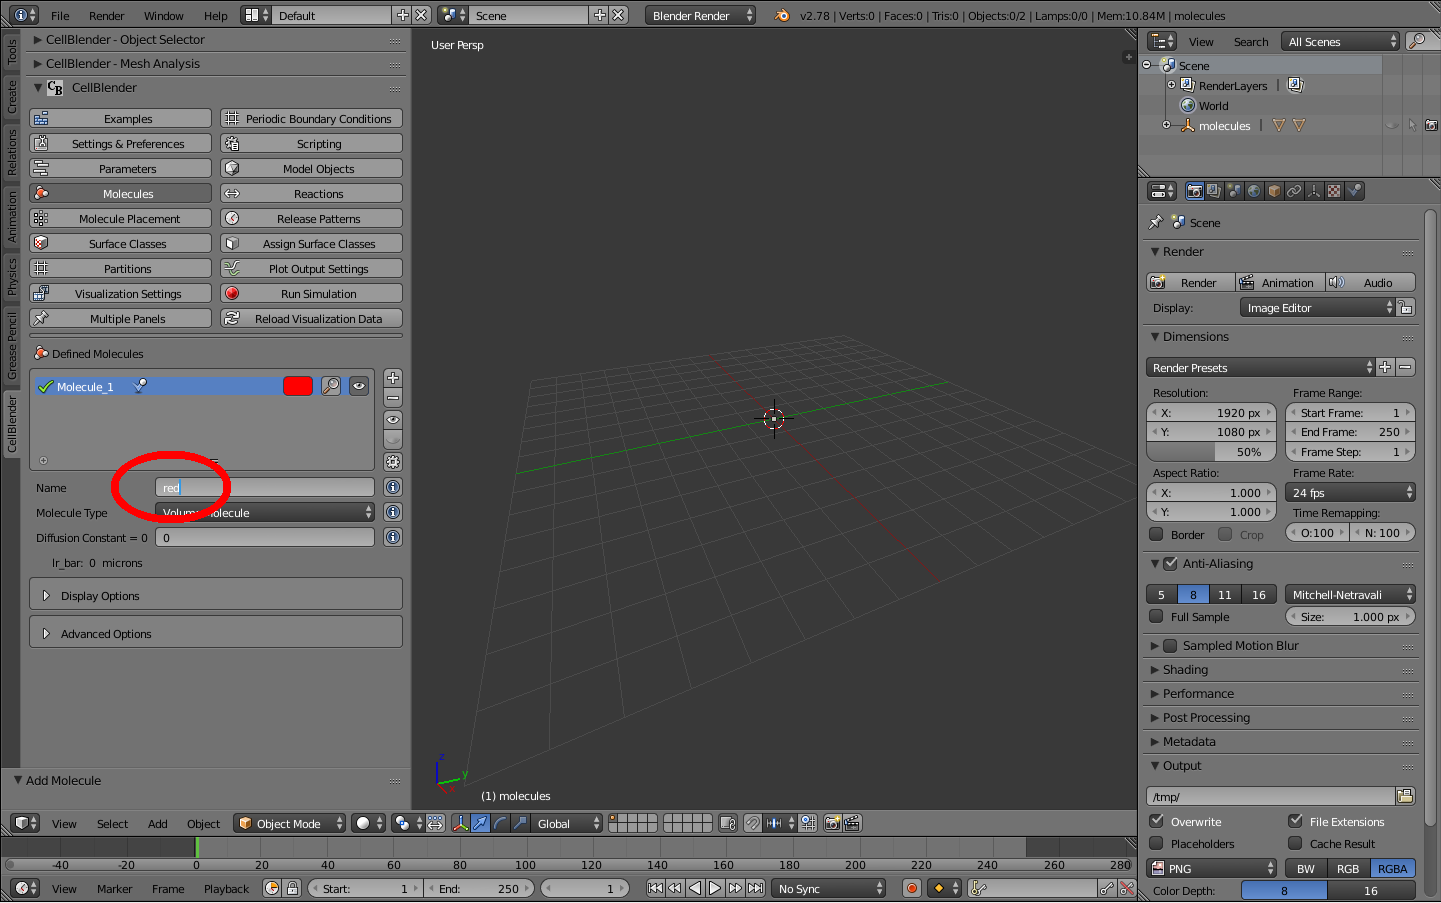 File Render Window Help Default Scene Blender Render v2.78 | Verts:0 | Faces:0 | Tris:0 | Objects:0/2 | Lamps:0/0 | Mem:10.84M | molecules
Tools
Create
Relations
Animation
Physics
Grease Pencil
CellBlender
CellBlender - Object Selector
CellBlender - Mesh Analysis
CellBlender
Examples Periodic Boundary Conditions
Settings & Preferences Scripting
Parameters Model Objects
Molecules Reactions
Molecule Placement Release Patterns
Surface Classes Assign Surface Classes
Partitions Plot Output Settings
Visualization Settings Run Simulation
Multiple Panels Reload Visualization Data
Defined Molecules
Molecule_1
Name red
Molecule Type
Diffusion Constant = 0 0
lr_bar: 0 microns
Display Options
Advanced Options
Add Molecule
User Persp
z
y
x
(1) molecules
View Select Add Object Object Mode Global
-40 -20 0 20 40 60 80 100 120 140 160 180 200 220 240 260 280
View Marker Frame Playback Start: 1 End: 250 1 No Sync
View Search All Scenes
Scene
RenderLayers |
World
molecules |
Scene
Render
Render Animation Audio
Display: Image Editor
Dimensions
Render Presets
Resolution: Frame Range:
X: 1920 px Start Frame: 1
Y: 1080 px End Frame: 250
50% Frame Step: 1
Aspect Ratio: Frame Rate:
X: 1.000 24 fps
Y: 1.000 Time Remapping:
Border Crop O:100 N: 100
Anti-Aliasing
5 8 11 16 Mitchell-Netravali
Full Sample Size: 1.000 px
Sampled Motion Blur
Shading
Performance
Post Processing
Metadata
Output
/tmp/
Overwrite File Extensions
Placeholders Cache Result
PNG BW RGB RGBA
Color Depth: 8 16